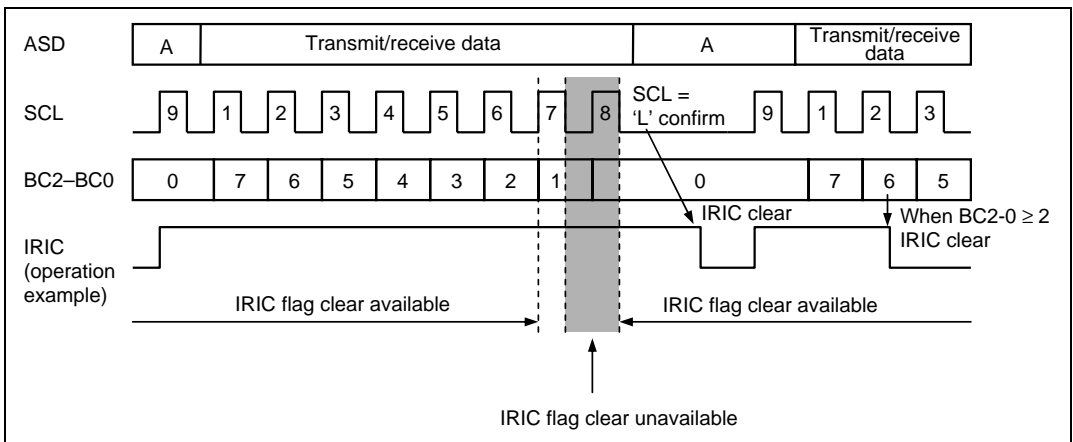 ASD
A
Transmit/receive data
A
Transmit/receive
data
SCL
9 1 2 3 4 5 6 7 8
SCL =
‘L’ confirm
9 1 2 3
BC2–BC0
0 7 6 5 4 3 2 1 0 7 6 5
IRIC clear
When BC2-0 ≥ 2
IRIC clear
IRIC
(operation
example)
IRIC flag clear available
IRIC flag clear available
IRIC flag clear unavailable